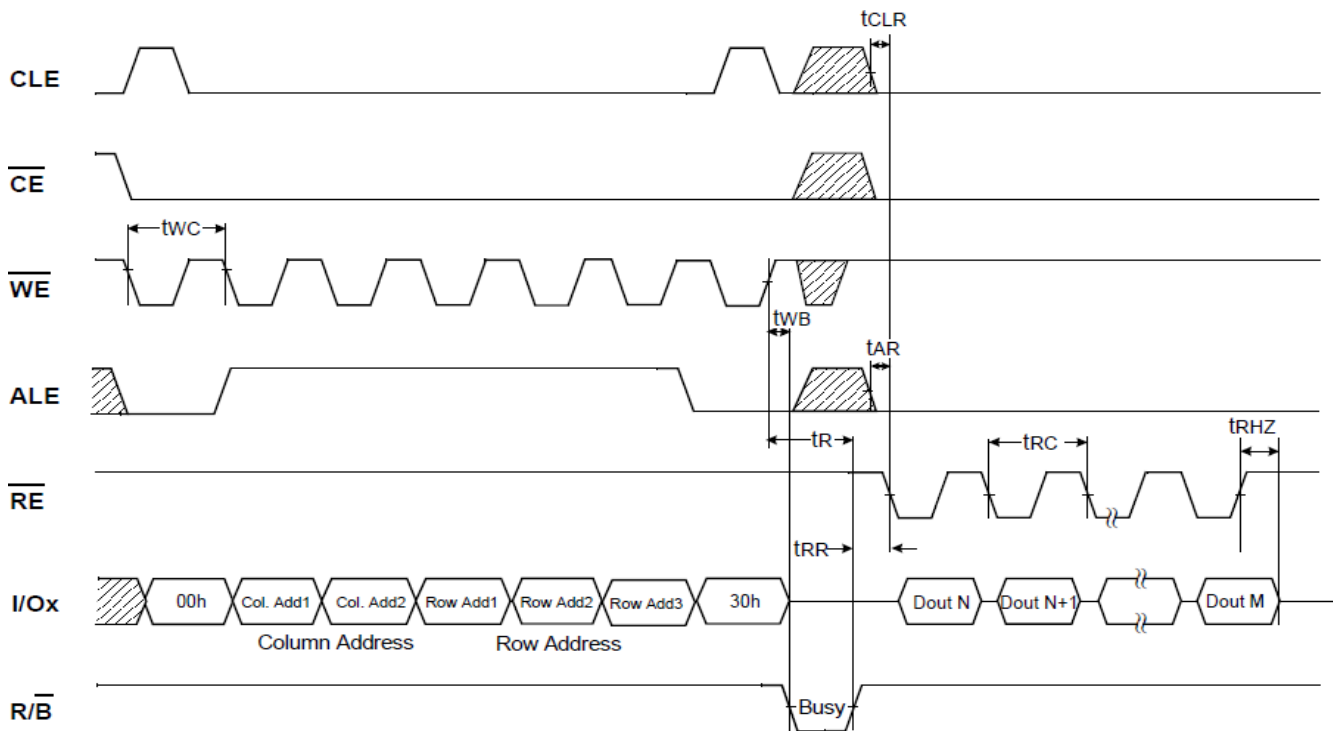 tCLR
CLE
CE
tWC
WE
tWB
tAR
ALE
tR
tRC
tRHZ
RE
tRR
I/Ox
00h
Col. Add1
Col. Add2
Row Add1
Row Add2
Row Add3
30h
Dout N
Dout N+1
Dout M
Column Address
Row Address
R/B
Busy